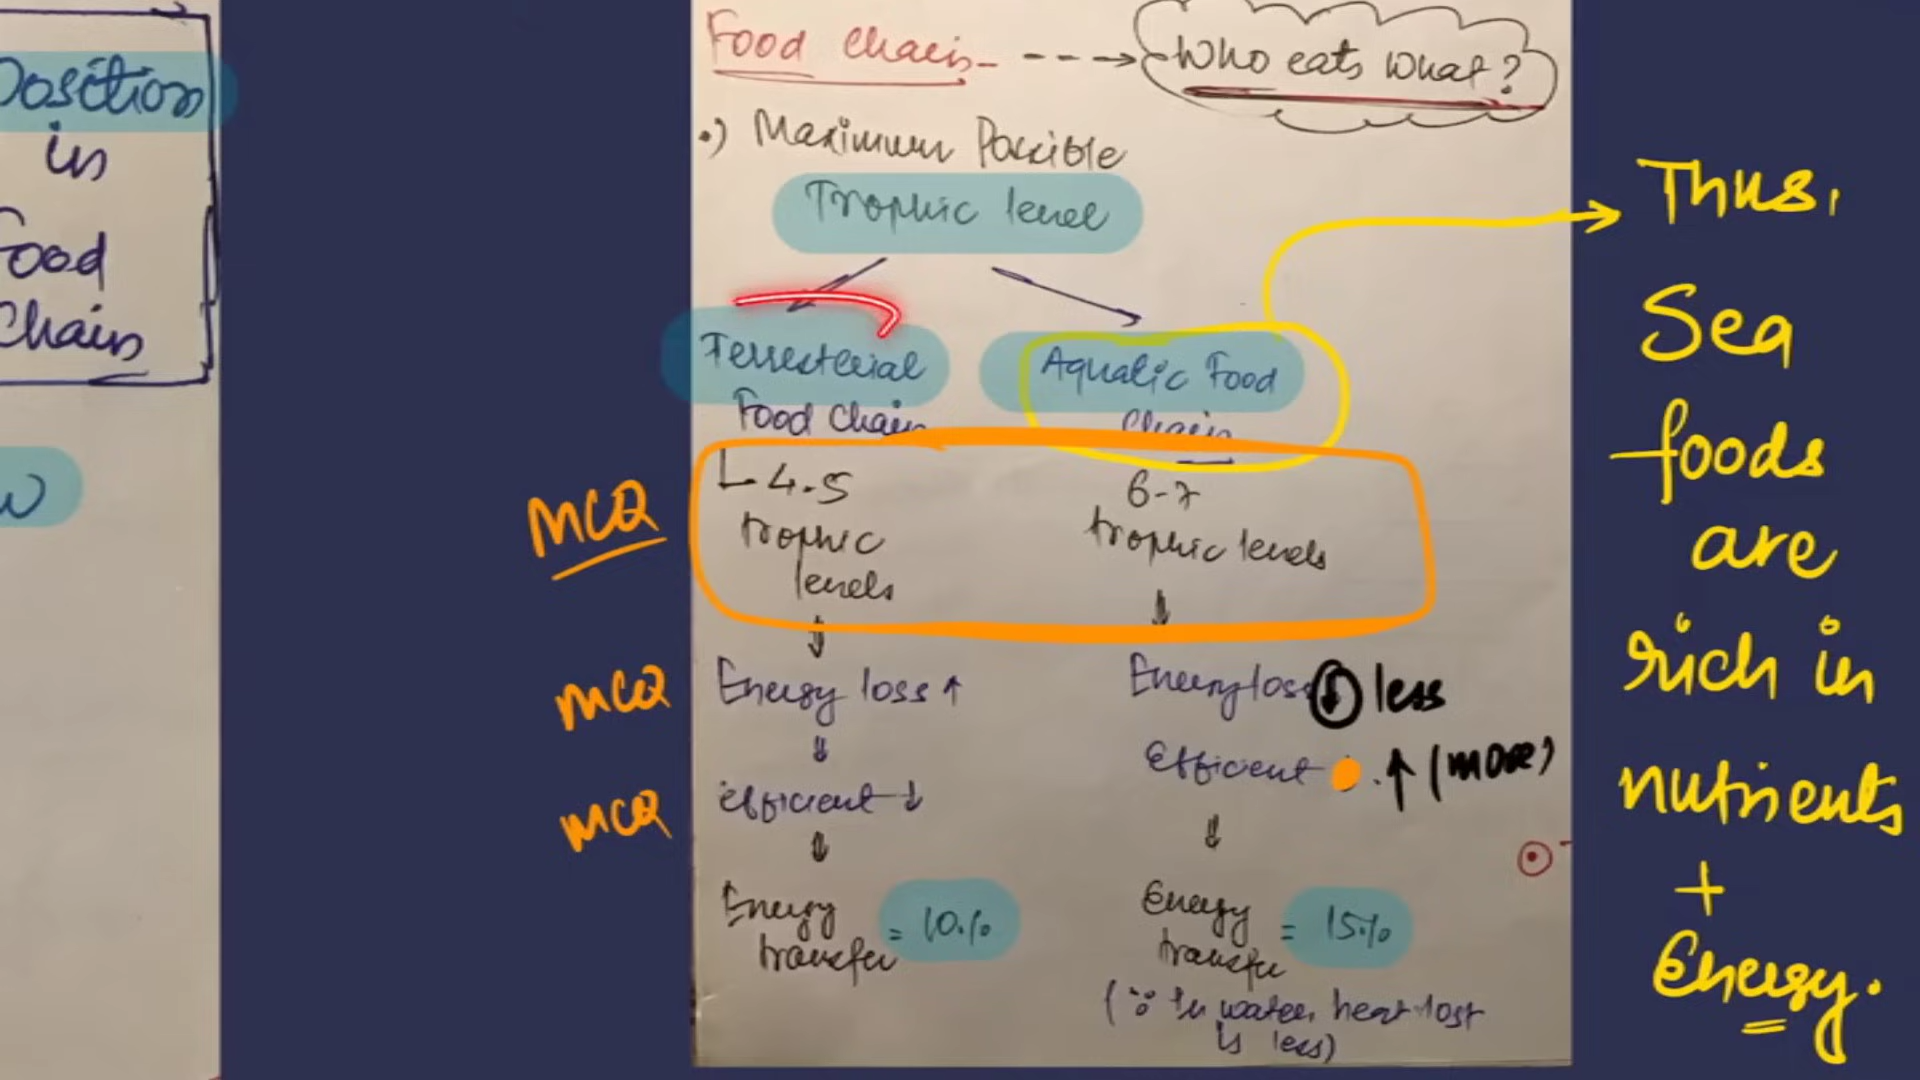 Position
in
Food
Chain
W
Food Chain
Who eats what?
•) Maximum Possible
Trophic level
Terresterial
Food Chain
4-5
trophic
levels
Energy loss ↑
efficient ↓
Energy
transfer = 10%
Aquatic Food
Chain
6-7
trophic levels
Energy loss ↓ less
Efficient . ↑ (more)
Energy
transfer = 15%
(∵ In water, heat lost
is less)
MCQ
MCQ
MCQ
Thus,
Sea
foods
are
rich in
nutrients
+
Energy.